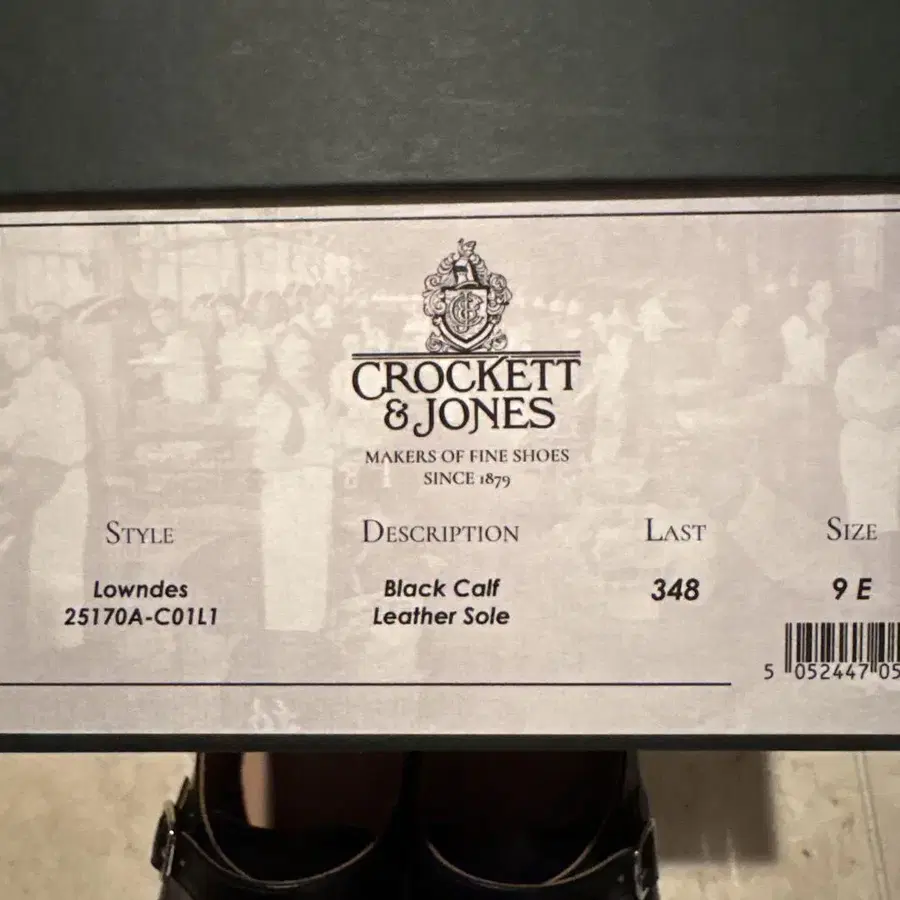 CROCKETT
& JONES
MAKERS OF FINE SHOES
SINCE 1879
STYLE DESCRIPTION LAST SIZE
Lowndes Black Calf 348 9 E
25170A-C01L1 Leather Sole
5 052447 05